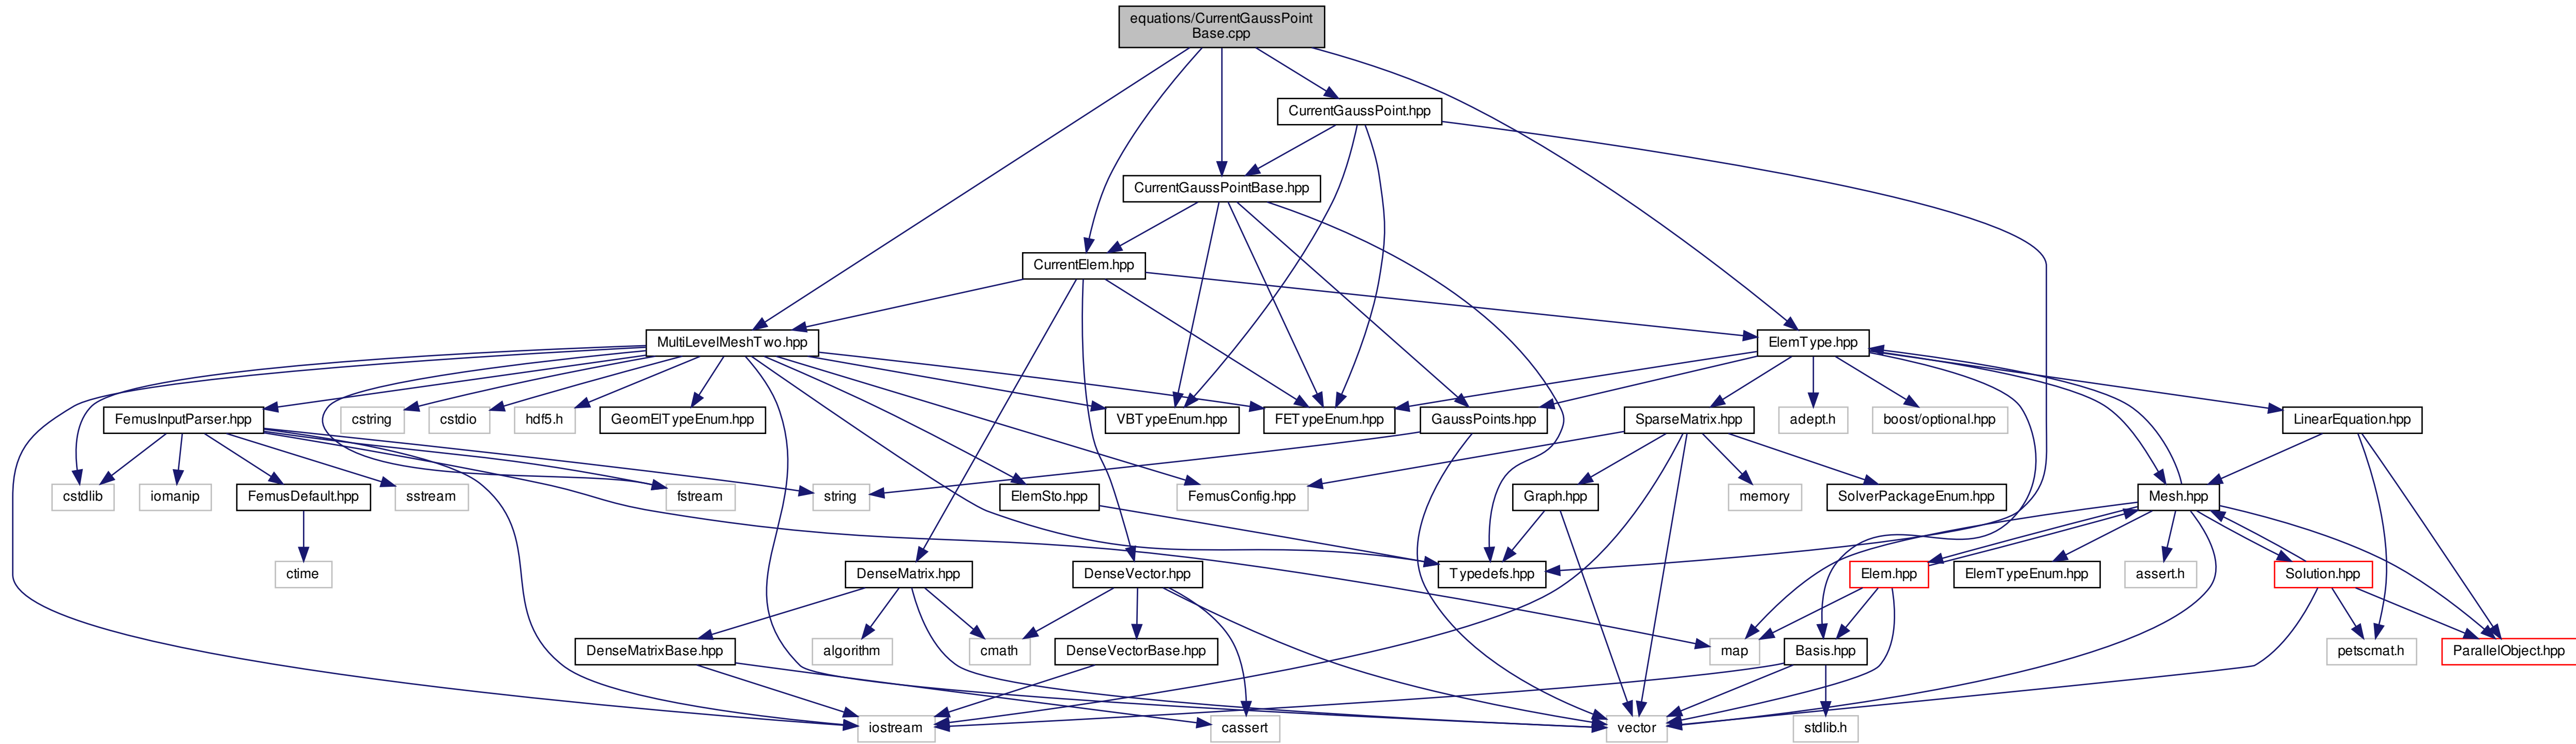 equations/CurrentGaussPoint
Base.cpp
CurrentGaussPoint.hpp
CurrentGaussPointBase.hpp
CurrentElem.hpp
MultiLevelMeshTwo.hpp
ElemType.hpp
FemusInputParser.hpp
cstring
cstdio
hdf5.h
GeomElTypeEnum.hpp
VBTypeEnum.hpp
FETypeEnum.hpp
GaussPoints.hpp
SparseMatrix.hpp
adept.h
boost/optional.hpp
LinearEquation.hpp
cstdlib
iomanip
FemusDefault.hpp
sstream
fstream
string
ElemSto.hpp
FemusConfig.hpp
Graph.hpp
memory
SolverPackageEnum.hpp
Mesh.hpp
ctime
DenseMatrix.hpp
DenseVector.hpp
Typedefs.hpp
Elem.hpp
ElemTypeEnum.hpp
assert.h
Solution.hpp
DenseMatrixBase.hpp
algorithm
cmath
DenseVectorBase.hpp
map
Basis.hpp
petscmat.h
ParallelObject.hpp
iostream
cassert
vector
stdlib.h